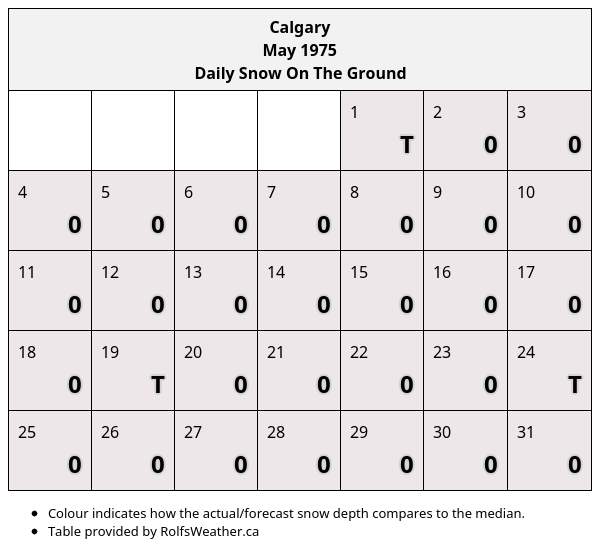 Calgary
May 1975
Daily Snow On The Ground
1 2 3
T 0 0
4 5 6 7 8 9 10
0 0 0 0 0 0 0
11 12 13 14 15 16 17
0 0 0 0 0 0 0
18 19 20 21 22 23 24
0 T 0 0 0 0 T
25 26 27 28 29 30 31
0 0 0 0 0 0 0
Colour indicates how the actual/forecast snow depth compares to the median.
Table provided by RolfsWeather.ca